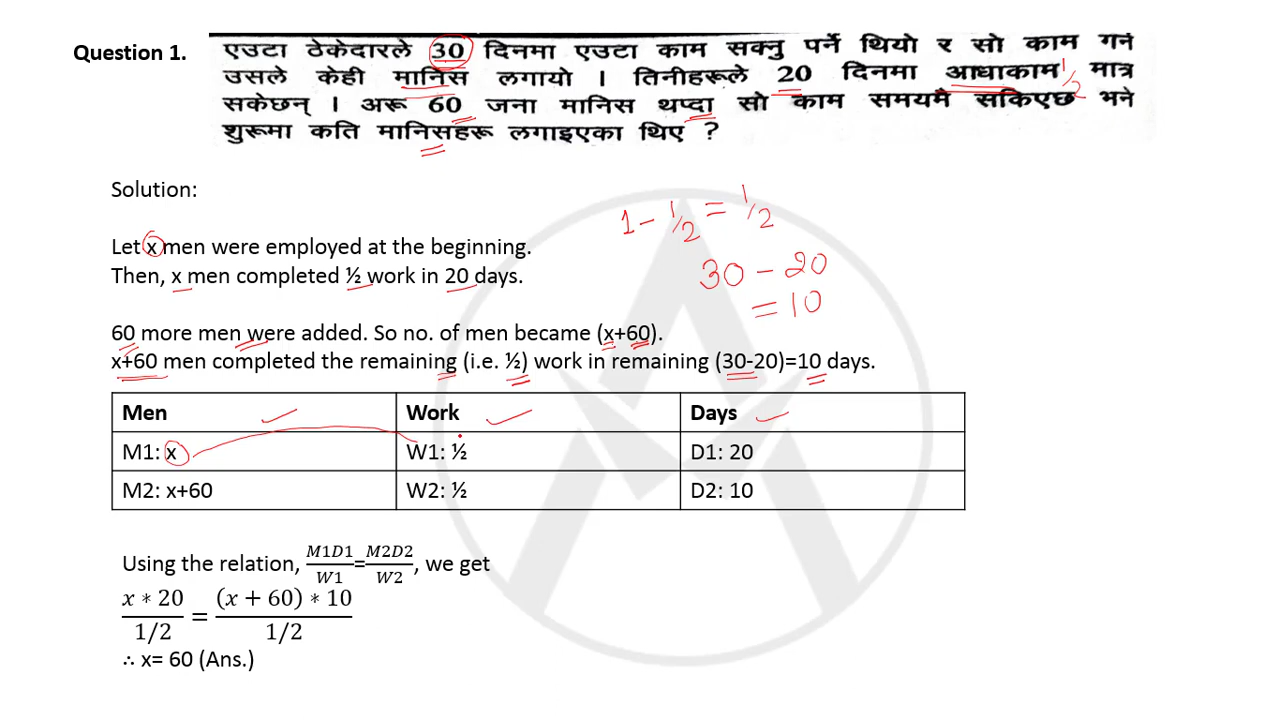 Question 1.
एउटा ठेकेदारले 30 दिनमा एउटा काम सक्नु पर्ने थियो र सो काम गर्न
उसले केही मानिस लगायो । तिनीहरूले 20 दिनमा आधाकाम 1/2 मात्र
सकेछन् । अरू 60 जना मानिस थप्दा सो काम समयमै सकिएछ भने
शुरूमा कति मानिसहरू लगाइएका थिए ?
Solution:
1 - 1/2 = 1/2
Let x men were employed at the beginning.
Then, x men completed ½ work in 20 days.
30 - 20
= 10
60 more men were added. So no. of men became (x+60).
x+60 men completed the remaining (i.e. ½) work in remaining (30-20)=10 days.
Men Work Days
M1: x W1: ½ D1: 20
M2: x+60 W2: ½ D2: 10
Using the relation, M1D1/W1=M2D2/W2, we get
x * 20/1/2 = (x + 60) * 10/1/2
∴ x= 60 (Ans.)